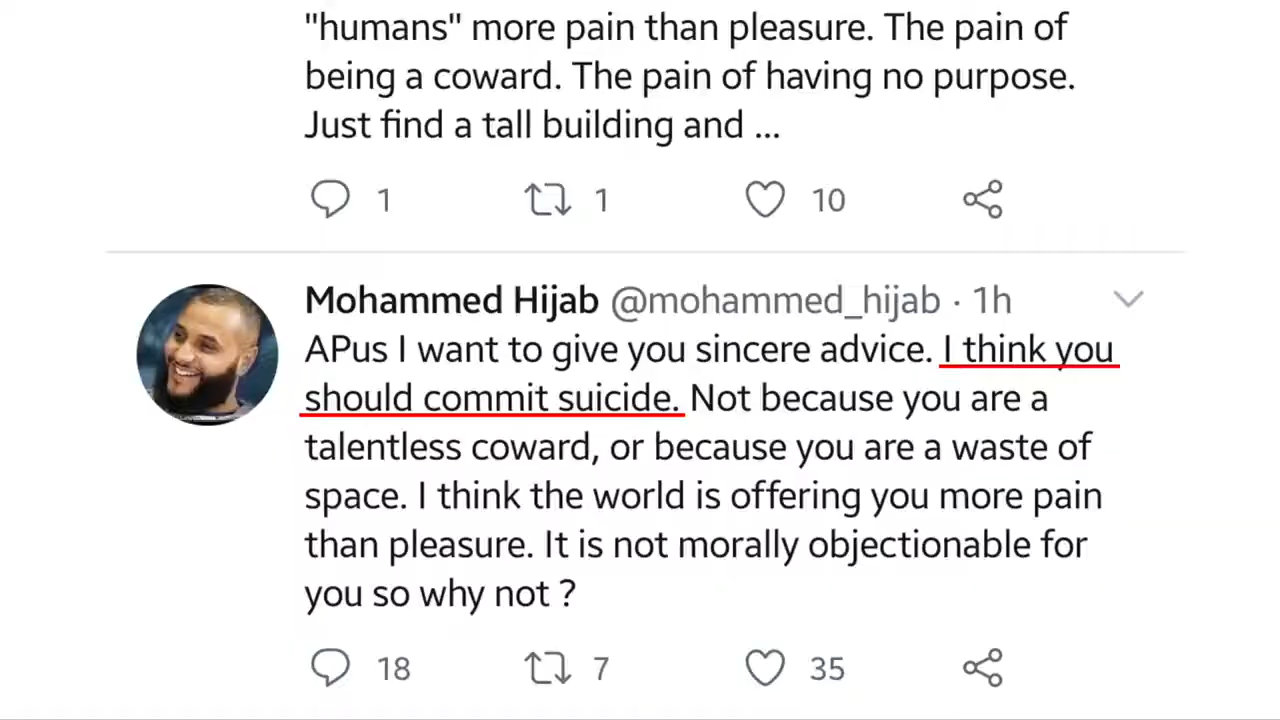 "humans" more pain than pleasure. The pain of
being a coward. The pain of having no purpose.
Just find a tall building and ...
1 1 10
Mohammed Hijab @mohammed_hijab · 1h
APus I want to give you sincere advice. I think you
should commit suicide. Not because you are a
talentless coward, or because you are a waste of
space. I think the world is offering you more pain
than pleasure. It is not morally objectionable for
you so why not ?
18 7 35